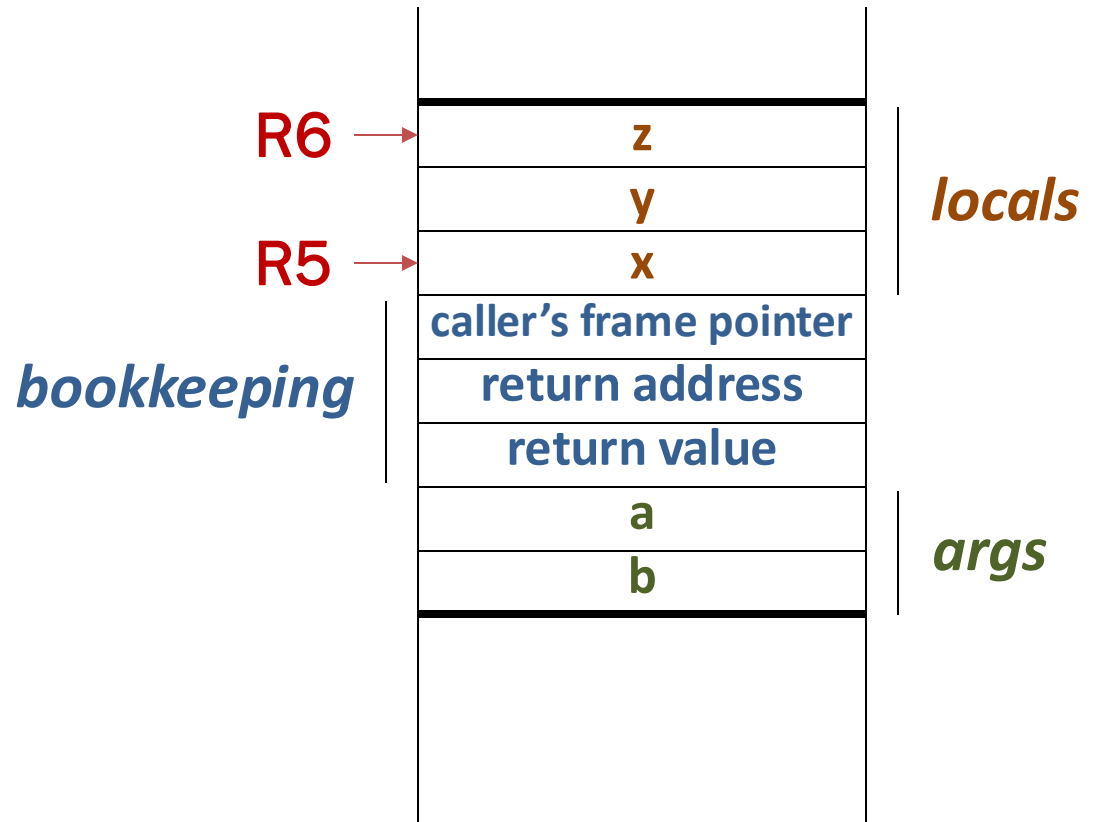 R6
z
y
locals
R5
x
caller’s frame pointer
bookkeeping
return address
return value
a
args
b